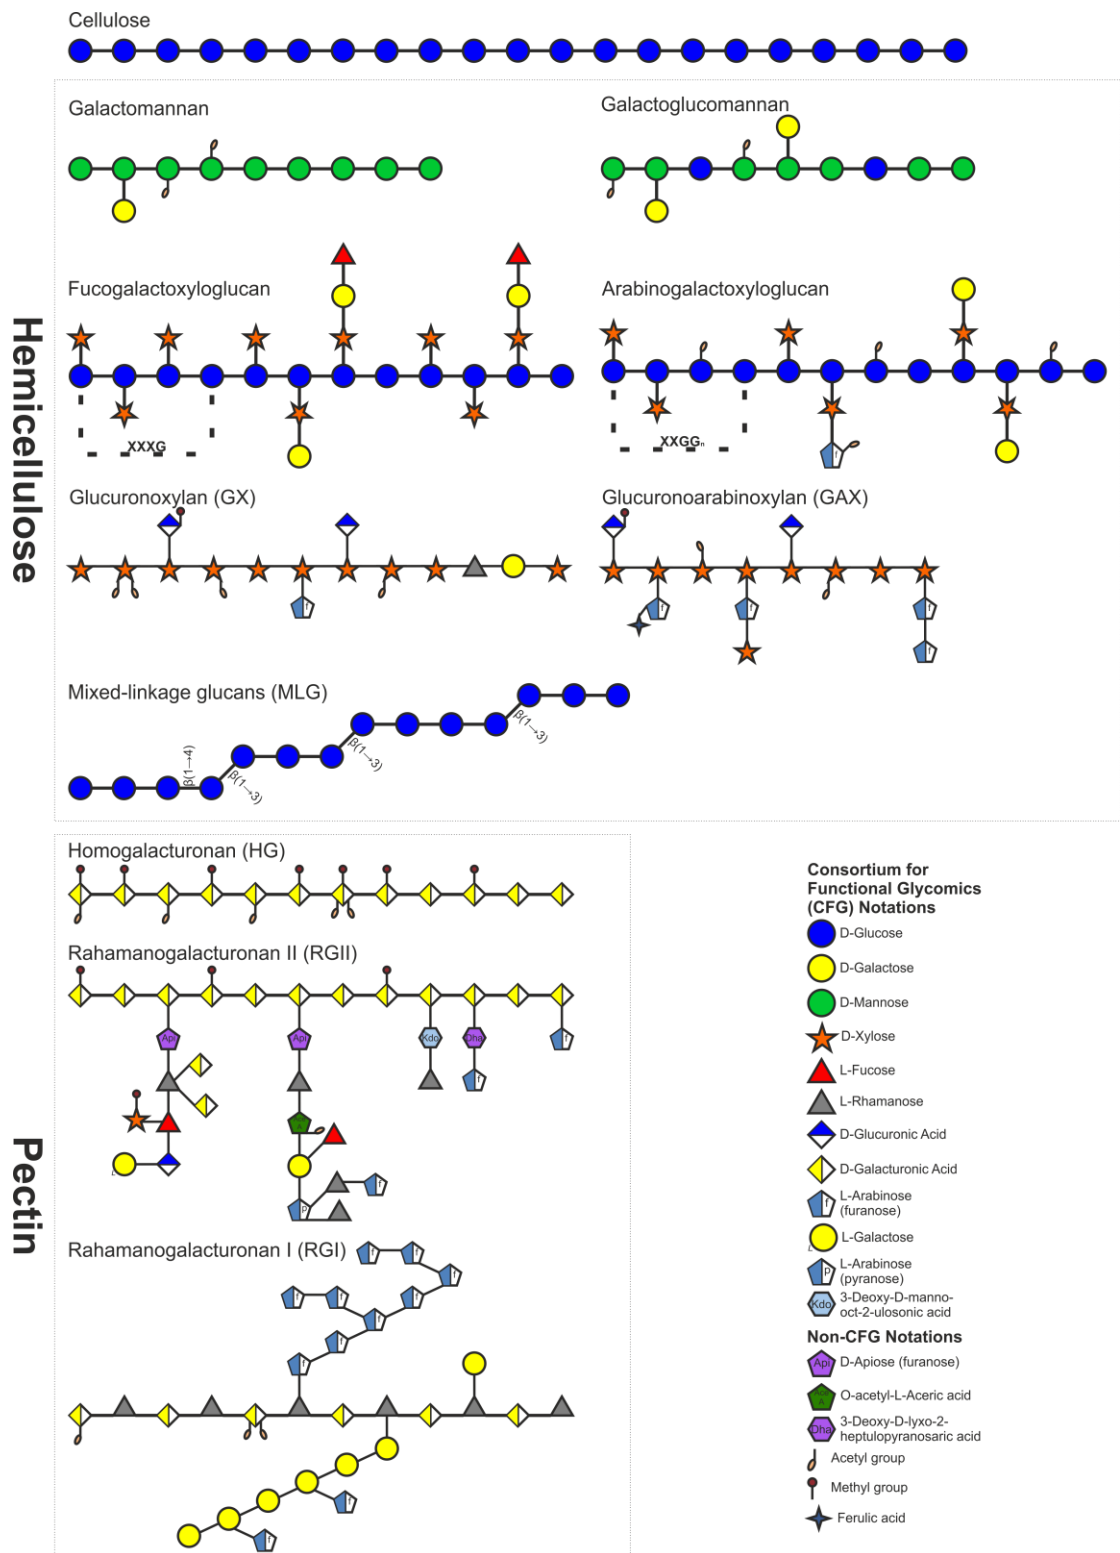 Cellulose
Hemicellulose
Galactomannan
Galactoglucomannan
Fucogalactoxyloglucan
Arabinogalactoxyloglucan
XXXG
XXGGn
f
Glucuronoxylan (GX)
Glucuronoarabinoxylan (GAX)
f
f
f
f
f
Mixed-linkage glucans (MLG)
β(1→4)
β(1→3)
β(1→3)
β(1→3)
Pectin
Homogalacturonan (HG)
Rahamanogalacturonan II (RGII)
Api
Api
Kdo
Dha
f
f
A
L
p
f
Rahamanogalacturonan I (RGI)
f
f
f
f
f
f
f
f
f
f
f
Consortium for
Functional Glycomics
(CFG) Notations
D-Glucose
D-Galactose
D-Mannose
D-Xylose
L-Fucose
L-Rhamanose
D-Glucuronic Acid
D-Galacturonic Acid
f
L-Arabinose
(furanose)
L
L-Galactose
p
L-Arabinose
(pyranose)
Kdo
3-Deoxy-D-manno-
oct-2-ulosonic acid
Non-CFG Notations
Api
D-Apiose (furanose)
A
O-acetyl-L-Aceric acid
Dha
3-Deoxy-D-lyxo-2-
heptulopyranosaric acid
Acetyl group
Methyl group
Ferulic acid